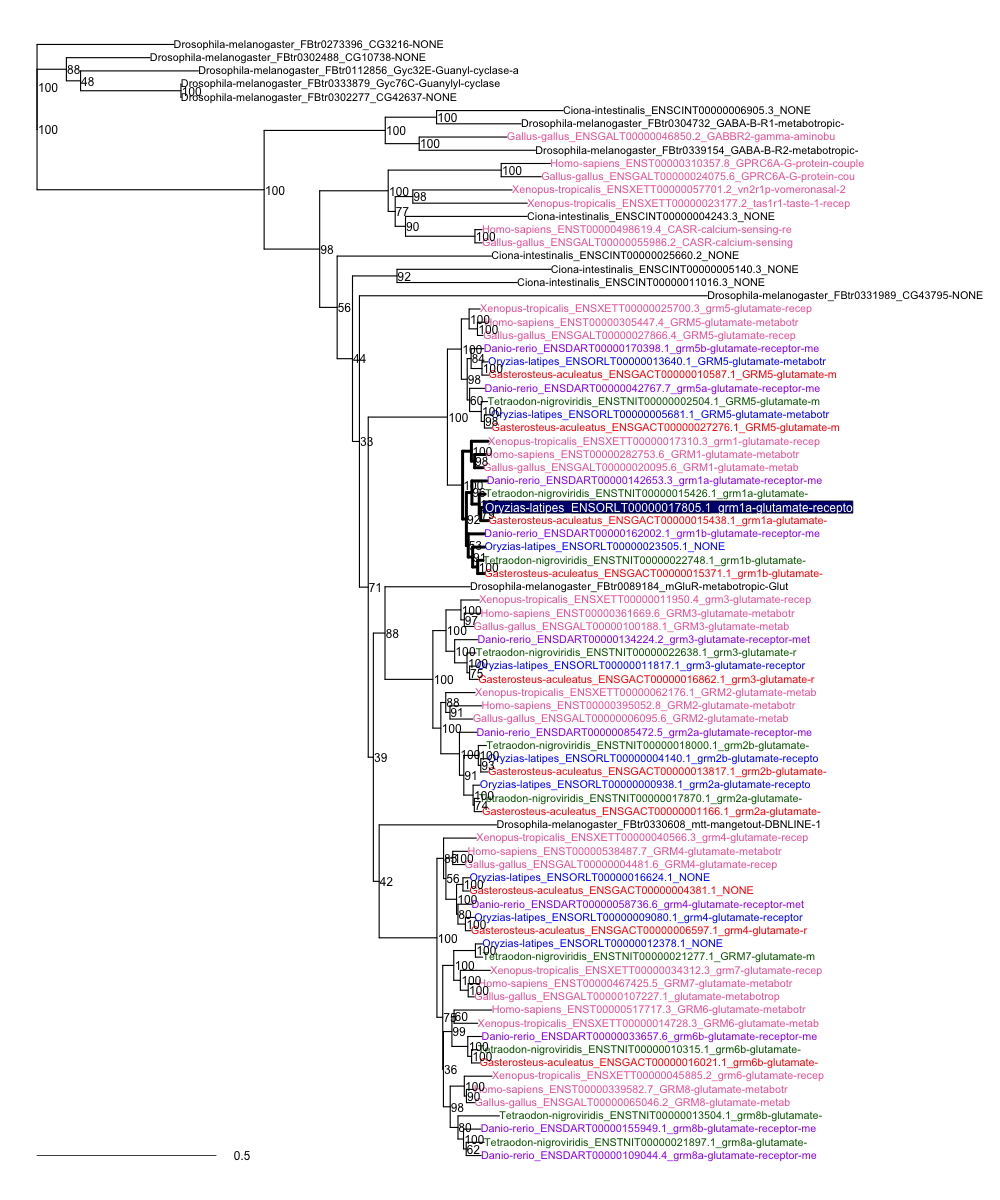 Drosophila-melanogaster_FBtr0273396_CG3216-NONE
Drosophila-melanogaster_FBtr0302488_CG10738-NONE
88
Drosophila-melanogaster_FBtr0112856_Gyc32E-Guanyl-cyclase-a
48
Drosophila-melanogaster_FBtr0333879_Gyc76C-Guanylyl-cyclase
100
100
Drosophila-melanogaster_FBtr0302277_CG42637-NONE
Ciona-intestinalis_ENSCINT00000006905.3_NONE
100
Drosophila-melanogaster_FBtr0304732_GABA-B-R1-metabotropic-
100
100
Gallus-gallus_ENSGALT00000046850.2_GABBR2-gamma-aminobu
100
Drosophila-melanogaster_FBtr0339154_GABA-B-R2-metabotropic-
Homo-sapiens_ENST00000310357.8_GPRC6A-G-protein-couple
100
Gallus-gallus_ENSGALT00000024075.6_GPRC6A-G-protein-cou
100
100
Xenopus-tropicalis_ENSXETT00000057701.2_vn2r1p-vomeronasal-2
98
Xenopus-tropicalis_ENSXETT00000023177.2_tas1r1-taste-1-recep
77
Ciona-intestinalis_ENSCINT00000004243.3_NONE
90
Homo-sapiens_ENST00000498619.4_CASR-calcium-sensing-re
100
Gallus-gallus_ENSGALT00000055986.2_CASR-calcium-sensing
98
Ciona-intestinalis_ENSCINT00000025660.2_NONE
Ciona-intestinalis_ENSCINT00000005140.3_NONE
92
Ciona-intestinalis_ENSCINT00000011016.3_NONE
Drosophila-melanogaster_FBtr0331989_CG43795-NONE
56
Xenopus-tropicalis_ENSXETT00000025700.3_grm5-glutamate-recep
100
Homo-sapiens_ENST00000305447.4_GRM5-glutamate-metabotr
100
Gallus-gallus_ENSGALT00000027866.4_GRM5-glutamate-recep
100
Danio-rerio_ENSDART00000170398.1_grm5b-glutamate-receptor-me
44
84
Oryzias-latipes_ENSORLT00000013640.1_GRM5-glutamate-metabotr
100
Gasterosteus-aculeatus_ENSGACT00000010587.1_GRM5-glutamate-m
98
Danio-rerio_ENSDART00000042767.7_grm5a-glutamate-receptor-me
60
Tetraodon-nigroviridis_ENSTNIT00000002504.1_GRM5-glutamate-m
100
100
Oryzias-latipes_ENSORLT00000005681.1_GRM5-glutamate-metabotr
98
Gasterosteus-aculeatus_ENSGACT00000027276.1_GRM5-glutamate-m
33
Xenopus-tropicalis_ENSXETT00000017310.3_grm1-glutamate-recep
100
Homo-sapiens_ENST00000282753.6_GRM1-glutamate-metabotr
98
Gallus-gallus_ENSGALT00000020095.6_GRM1-glutamate-metab
Danio-rerio_ENSDART00000142653.3_grm1a-glutamate-receptor-me
100
Tetraodon-nigroviridis_ENSTNIT00000015426.1_grm1a-glutamate-
Oryzias-latipes_ENSORLT00000017805.1_grm1a-glutamate-recepto
92
Gasterosteus-aculeatus_ENSGACT00000015438.1_grm1a-glutamate-
Danio-rerio_ENSDART00000162002.1_grm1b-glutamate-receptor-me
53
Oryzias-latipes_ENSORLT00000023505.1_NONE
91
Tetraodon-nigroviridis_ENSTNIT00000022748.1_grm1b-glutamate-
100
Gasterosteus-aculeatus_ENSGACT00000015371.1_grm1b-glutamate-
71
Drosophila-melanogaster_FBtr0089184_mGluR-metabotropic-Glut
Xenopus-tropicalis_ENSXETT00000011950.4_grm3-glutamate-recep
100
Homo-sapiens_ENST00000361669.6_GRM3-glutamate-metabotr
97
Gallus-gallus_ENSGALT00000100188.1_GRM3-glutamate-metab
88
100
Danio-rerio_ENSDART00000134224.2_grm3-glutamate-receptor-met
100
Tetraodon-nigroviridis_ENSTNIT00000022638.1_grm3-glutamate-r
100
Oryzias-latipes_ENSORLT00000011817.1_grm3-glutamate-receptor
75
Gasterosteus-aculeatus_ENSGACT00000016862.1_grm3-glutamate-r
100
Xenopus-tropicalis_ENSXETT00000062176.1_GRM2-glutamate-metab
88
Homo-sapiens_ENST00000395052.8_GRM2-glutamate-metabotr
91
Gallus-gallus_ENSGALT00000006095.6_GRM2-glutamate-metab
100
Danio-rerio_ENSDART00000085472.5_grm2a-glutamate-receptor-me
Tetraodon-nigroviridis_ENSTNIT00000018000.1_grm2b-glutamate-
100
100
Oryzias-latipes_ENSORLT00000004140.1_grm2b-glutamate-recepto
39
93
Gasterosteus-aculeatus_ENSGACT00000013817.1_grm2b-glutamate-
91
Oryzias-latipes_ENSORLT00000000938.1_grm2a-glutamate-recepto
100
Tetraodon-nigroviridis_ENSTNIT00000017870.1_grm2a-glutamate-
74
Gasterosteus-aculeatus_ENSGACT00000001166.1_grm2a-glutamate-
Drosophila-melanogaster_FBtr0330608_mtt-mangetout-DBNLINE-1
Xenopus-tropicalis_ENSXETT00000040566.3_grm4-glutamate-recep
Homo-sapiens_ENST00000538487.7_GRM4-glutamate-metabotr
100
Gallus-gallus_ENSGALT00000004481.6_GRM4-glutamate-recep
42
56
Oryzias-latipes_ENSORLT00000016624.1_NONE
100
Gasterosteus-aculeatus_ENSGACT00000004381.1_NONE
100
Danio-rerio_ENSDART00000058736.6_grm4-glutamate-receptor-met
80
Oryzias-latipes_ENSORLT00000009080.1_grm4-glutamate-receptor
100
Gasterosteus-aculeatus_ENSGACT00000006597.1_grm4-glutamate-r
100
Oryzias-latipes_ENSORLT00000012378.1_NONE
100
Tetraodon-nigroviridis_ENSTNIT00000021277.1_GRM7-glutamate-m
100
Xenopus-tropicalis_ENSXETT00000034312.3_grm7-glutamate-recep
100
Homo-sapiens_ENST00000467425.5_GRM7-glutamate-metabotr
100
Gallus-gallus_ENSGALT00000107227.1_glutamate-metabotrop
Homo-sapiens_ENST00000517717.3_GRM6-glutamate-metabotr
60
Xenopus-tropicalis_ENSXETT00000014728.3_GRM6-glutamate-metab
99
Danio-rerio_ENSDART00000033657.6_grm6b-glutamate-receptor-me
100
Tetraodon-nigroviridis_ENSTNIT00000010315.1_grm6b-glutamate-
100
Gasterosteus-aculeatus_ENSGACT00000016021.1_grm6b-glutamate-
36
Xenopus-tropicalis_ENSXETT00000045885.2_grm6-glutamate-recep
100
Homo-sapiens_ENST00000339582.7_GRM8-glutamate-metabotr
90
Gallus-gallus_ENSGALT00000065046.2_GRM8-glutamate-metab
98
Tetraodon-nigroviridis_ENSTNIT00000013504.1_grm8b-glutamate-
80
Danio-rerio_ENSDART00000155949.1_grm8b-glutamate-receptor-me
100
Tetraodon-nigroviridis_ENSTNIT00000021897.1_grm8a-glutamate-
62
Danio-rerio_ENSDART00000109044.4_grm8a-glutamate-receptor-me
0.5